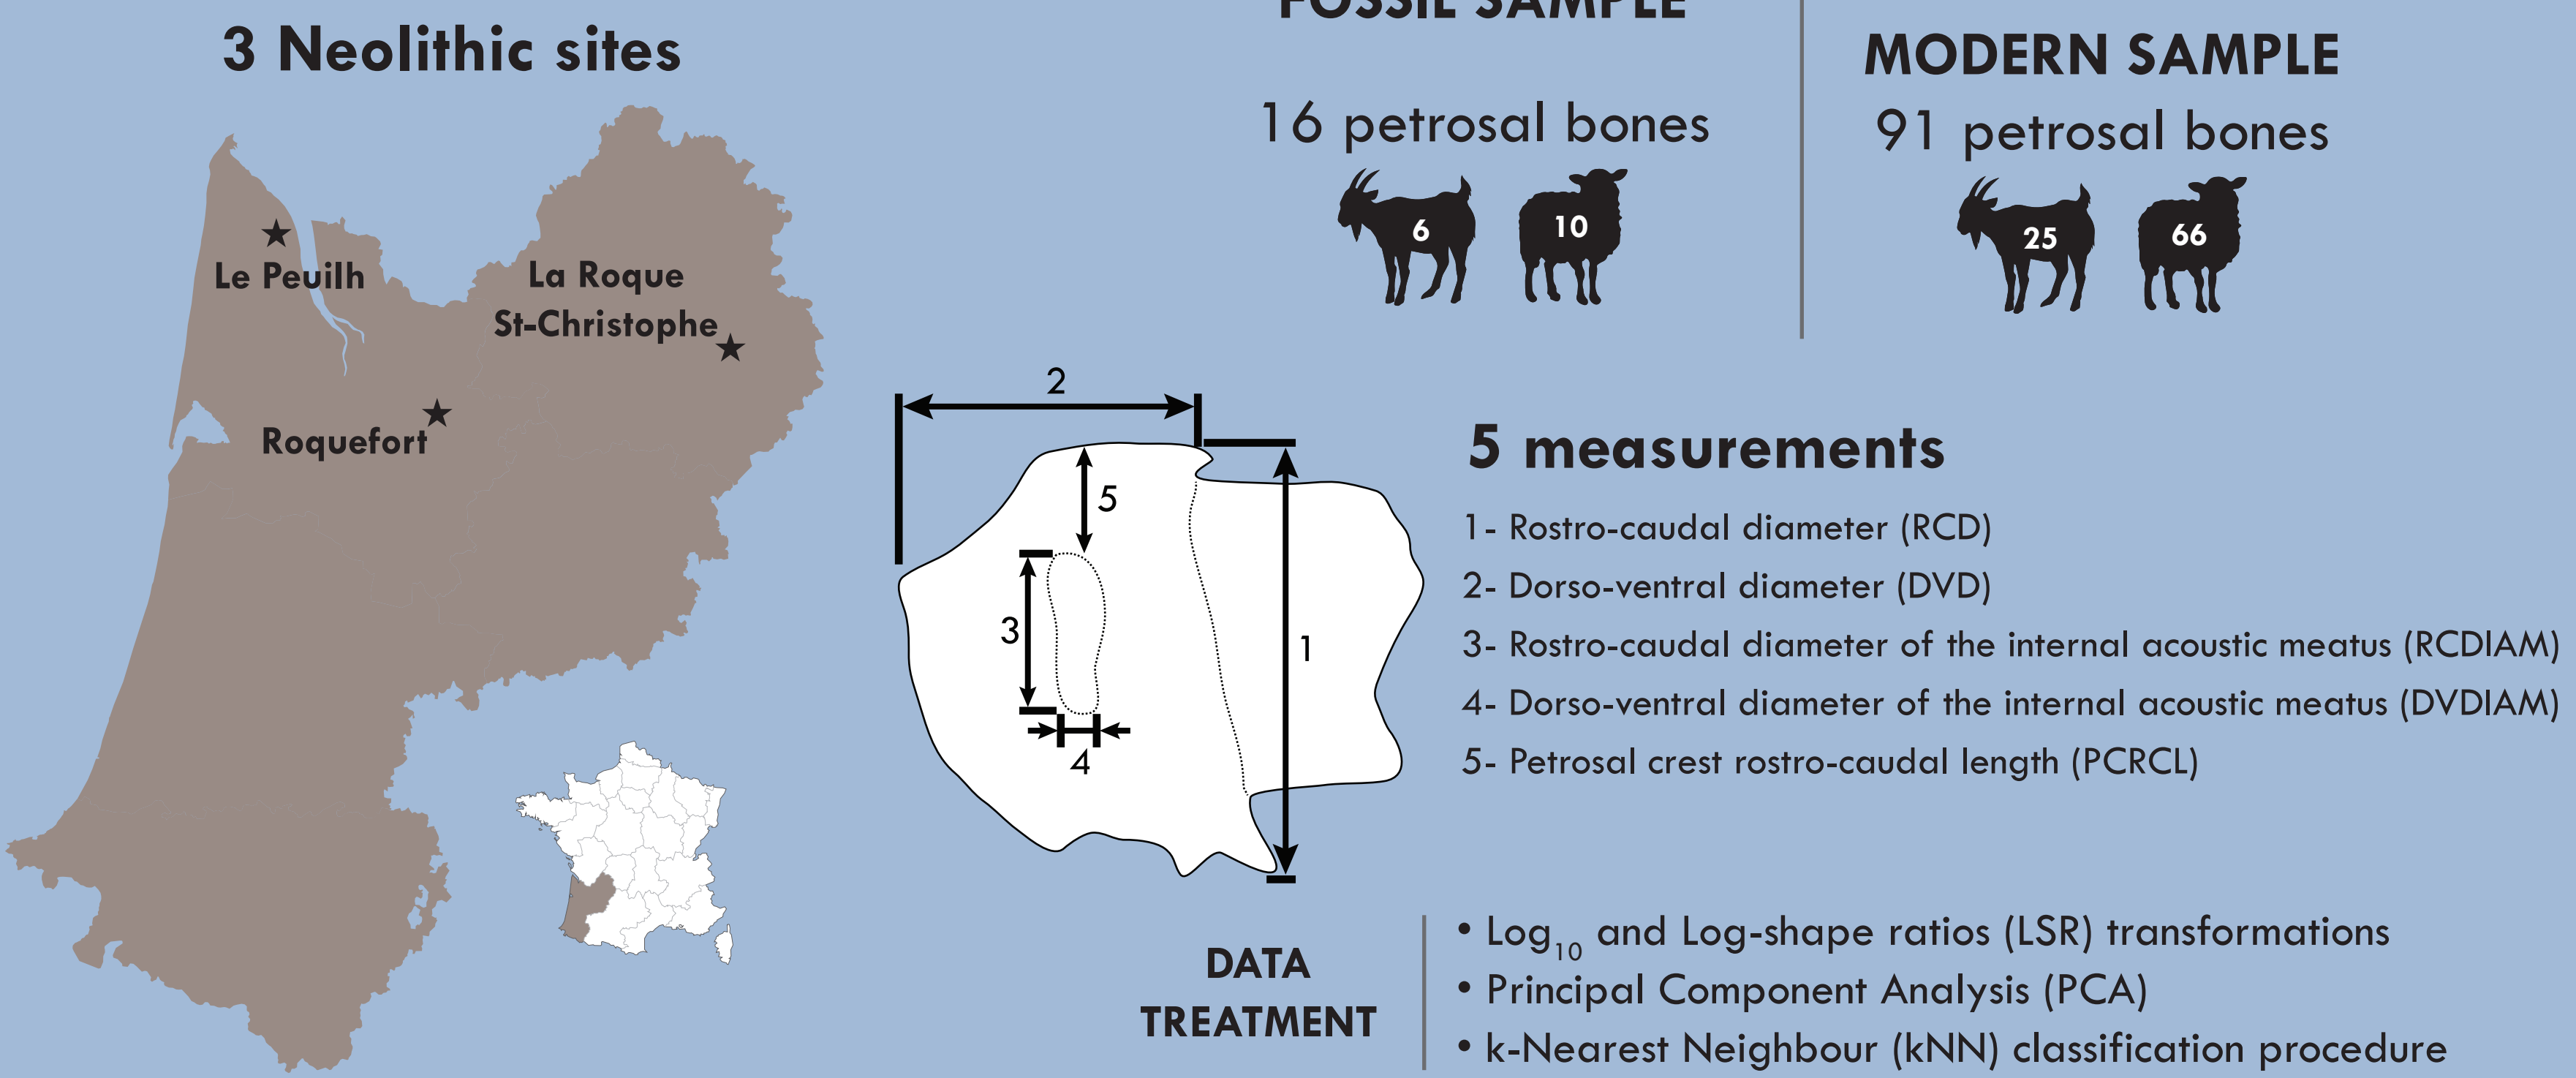 3 Neolithic sites
Le Peuilh
La Roque
St-Christophe
Roquefort
FOSSIL SAMPLE
16 petrosal bones
6
10
MODERN SAMPLE
91 petrosal bones
25
66
2
5
3
1
4
5 measurements
1- Rostro-caudal diameter (RCD)
2- Dorso-ventral diameter (DVD)
3- Rostro-caudal diameter of the internal acoustic meatus (RCDIAM)
4- Dorso-ventral diameter of the internal acoustic meatus (DVDIAM)
5- Petrosal crest rostro-caudal length (PCRCL)
DATA
TREATMENT
• Log₁₀ and Log-shape ratios (LSR) transformations
• Principal Component Analysis (PCA)
• k-Nearest Neighbour (kNN) classification procedure